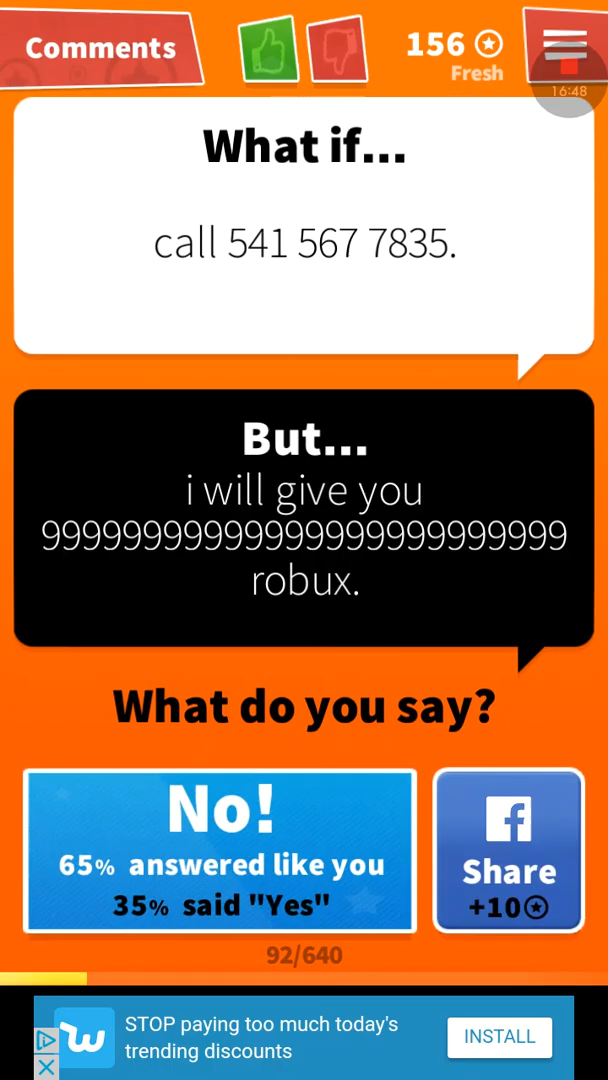 Comments
156
Fresh
16:48
What if...
call 541 567 7835.
But...
i will give you
99999999999999999999999999
robux.
What do you say?
No!
65% answered like you
35% said "Yes"
Share
+10
92/640
STOP paying too much today's
trending discounts
INSTALL